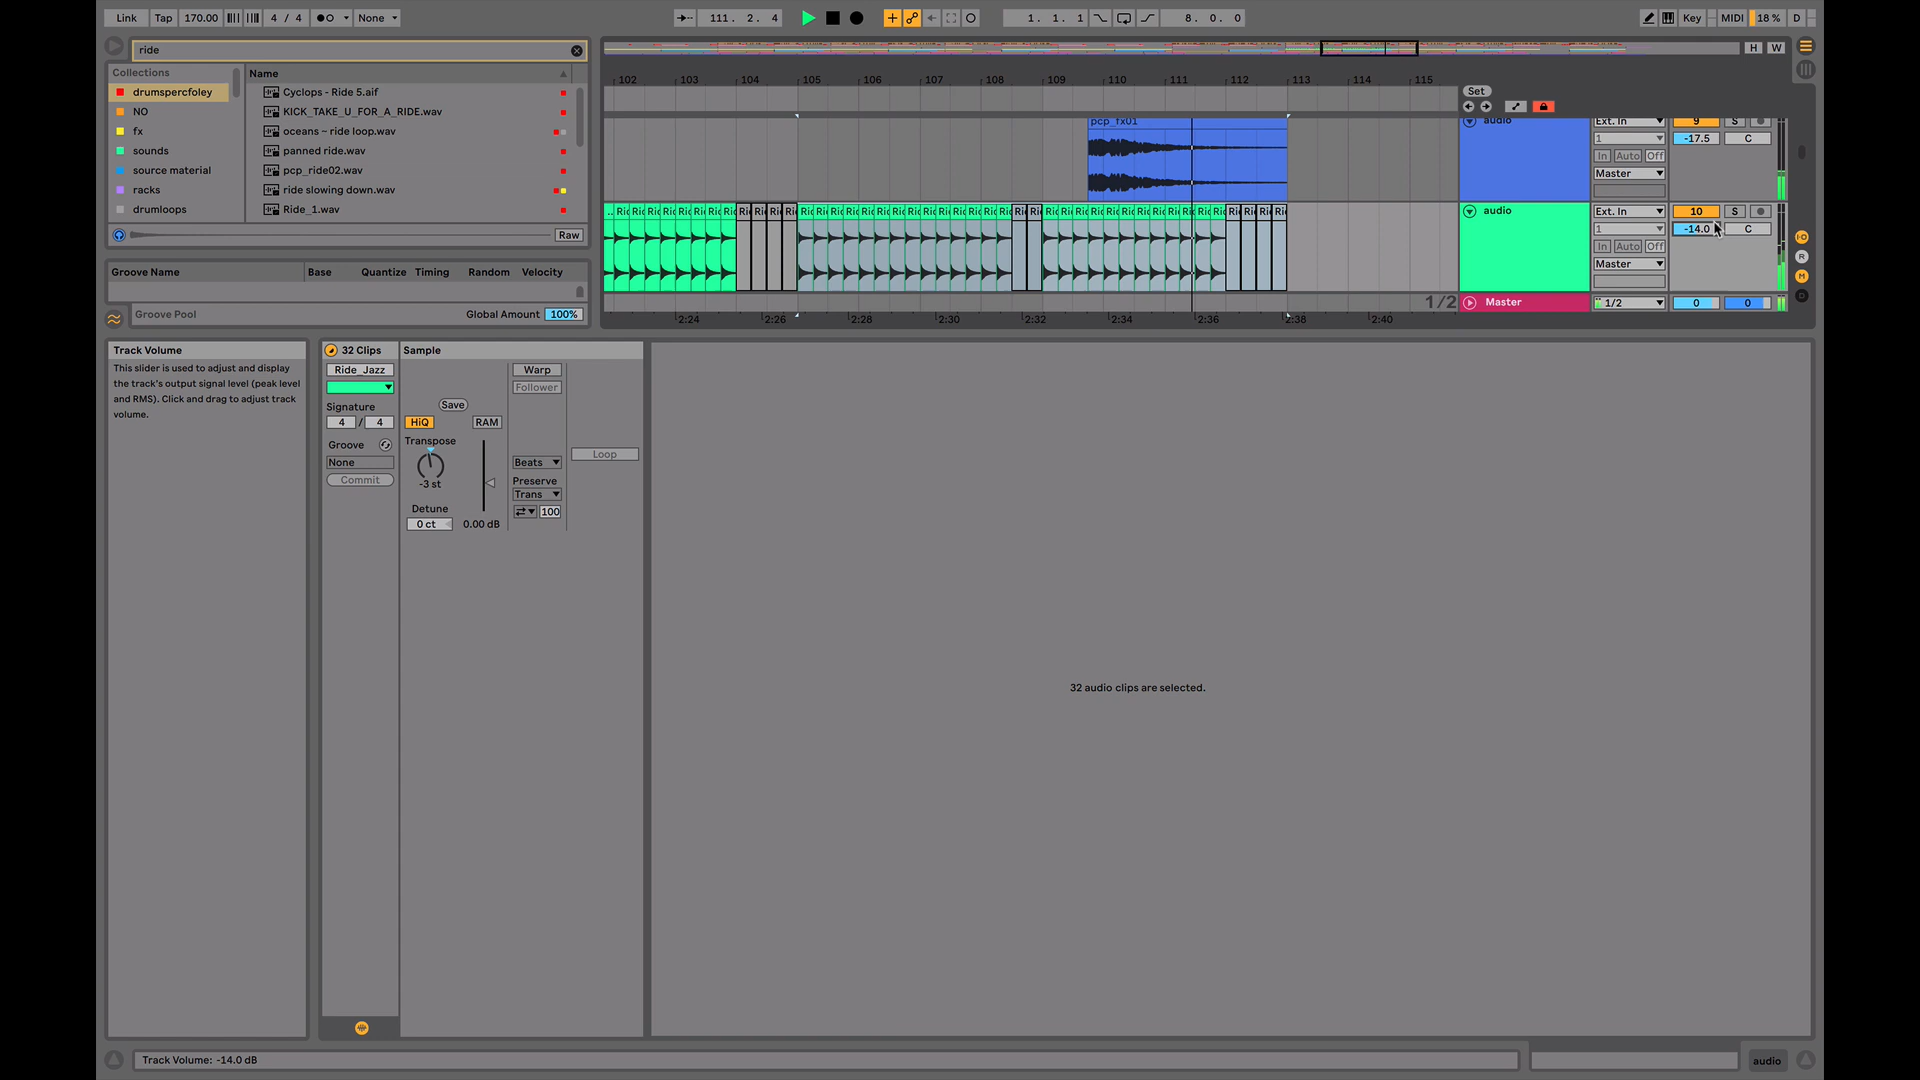 Link Tap 170.00 4 / 4 None 111. 2. 4 1. 1. 1 8. 0. 0 Key MIDI 18 % D
ride
H W
Collections
Name
drumspercfoley
NO
fx
sounds
source material
racks
drumloops
Cyclops - Ride 5.aif
KICK_TAKE_U_FOR_A_RIDE.wav
oceans – ride loop.wav
panned ride.wav
pcp_ride02.wav
ride slowing down.wav
Ride_1.wav
Raw
Groove Name Base Quantize Timing Random Velocity
Groove Pool Global Amount 100%
102 103 104 105 106 107 108 109 110 111 112 113 114 115
Set
pcp_fx01
audio Ext. In 9 S
1 -17.5 C
In Auto Off
Master
audio Ext. In 10 S
1 -14.0 C
In Auto Off
Master
1/2 Master 1/2 0 0
2:24 2:26 2:28 2:30 2:32 2:34 2:36 2:38 2:40
I·O
R
M
D
Track Volume
This slider is used to adjust and display
the track's output signal level (peak level
and RMS). Click and drag to adjust track
volume.
32 Clips
Ride_Jazz
Signature
4 / 4
Groove
None
Commit
Sample
Save
HiQ RAM
Transpose
-3 st
Detune
0 ct 0.00 dB
Warp
Follower
Beats
Preserve
Trans
100
Loop
32 audio clips are selected.
Track Volume: -14.0 dB
audio